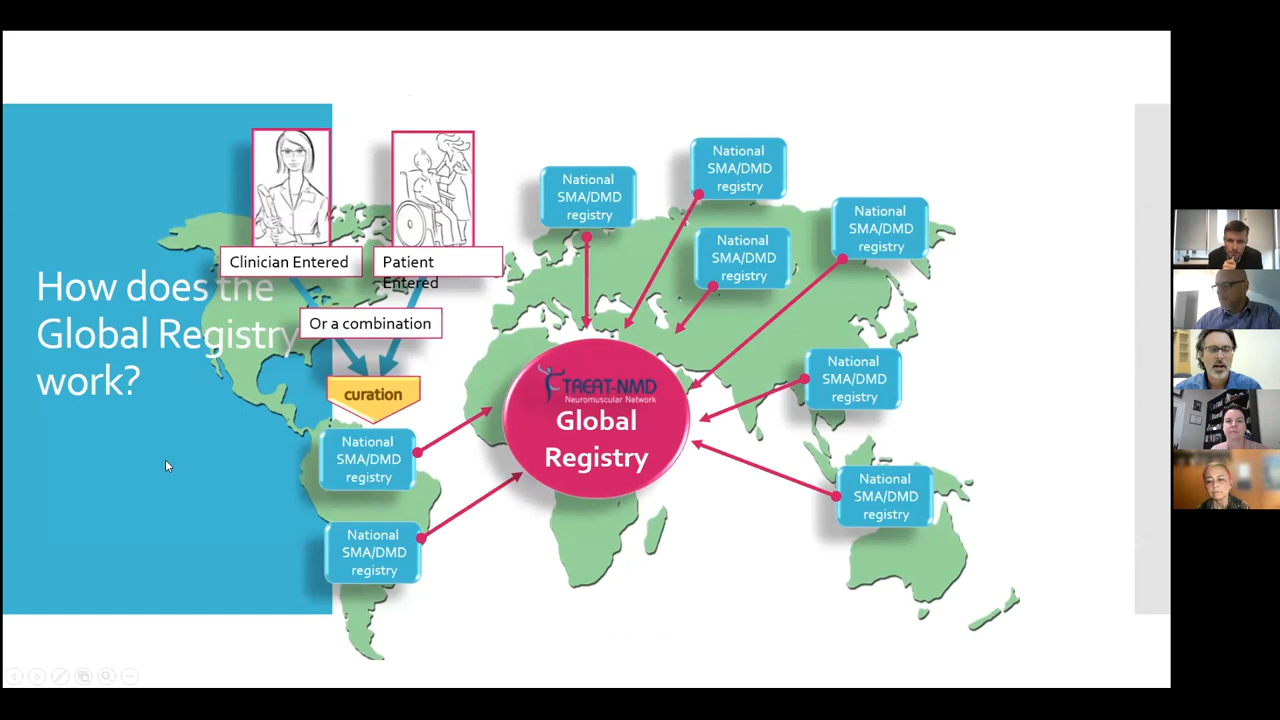 How does the
Global Registry
work?
Clinician Entered
Patient
Entered
Or a combination
curation
National
SMA/DMD
registry
National
SMA/DMD
registry
National
SMA/DMD
registry
National
SMA/DMD
registry
National
SMA/DMD
registry
National
SMA/DMD
registry
National
SMA/DMD
registry
National
SMA/DMD
registry
TREAT-NMD
Neuromuscular Network
Global
Registry